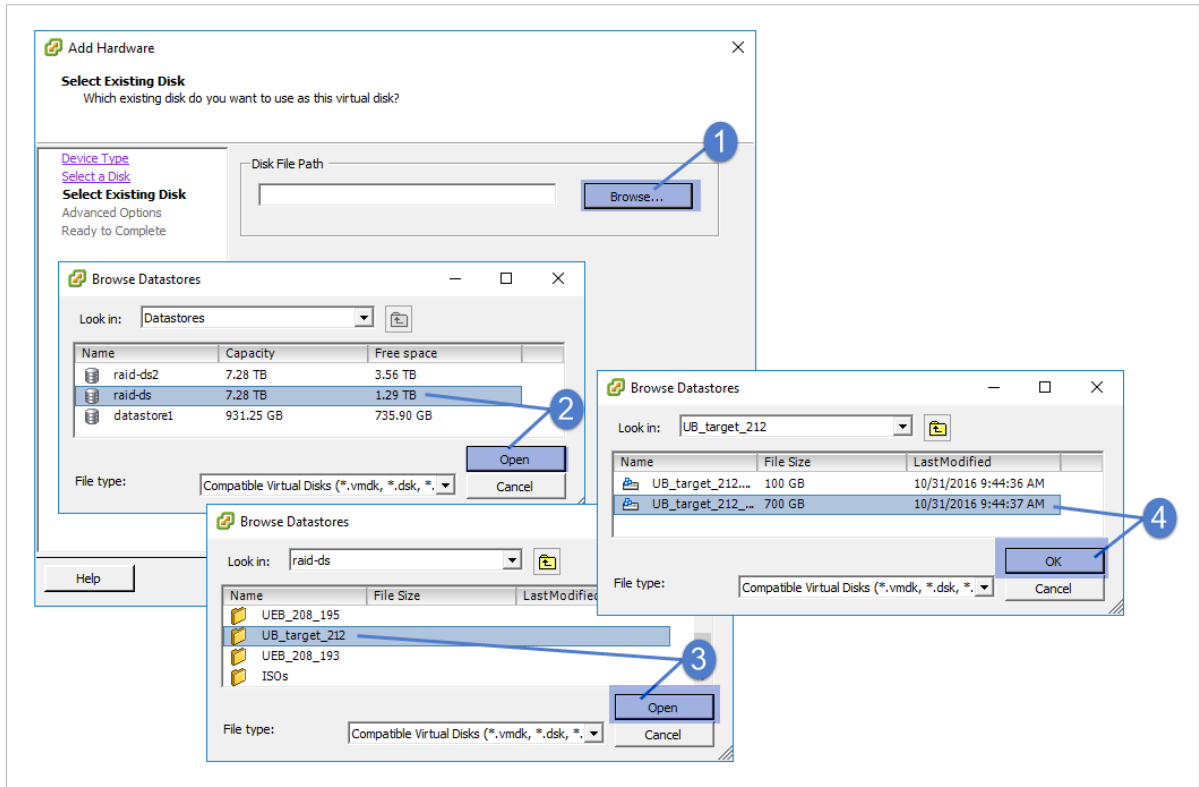 Add Hardware
Select Existing Disk
Which existing disk do you want to use as this virtual disk?
1
Device Type
Select a Disk
Select Existing Disk
Advanced Options
Ready to Complete
Disk File Path
Browse...
Browse Datastores
Look in: Datastores
Name Capacity Free space
raid-ds2 7.28 TB 3.56 TB
raid-ds 7.28 TB 1.29 TB
datastore1 931.25 GB 735.90 GB
2
Open
File type: Compatible Virtual Disks (*.vmdk, *.dsk, *.
Cancel
Help
Browse Datastores
Look in: raid-ds
Name File Size LastModified
UEB_208_195
UB_target_212
UEB_208_193
ISOs
3
Open
File type: Compatible Virtual Disks (*.vmdk, *.dsk, *.
Cancel
Browse Datastores
Look in: UB_target_212
Name File Size LastModified
UB_target_212.... 100 GB 10/31/2016 9:44:36 AM
UB_target_212_... 700 GB 10/31/2016 9:44:37 AM
4
OK
File type: Compatible Virtual Disks (*.vmdk, *.dsk, *.
Cancel